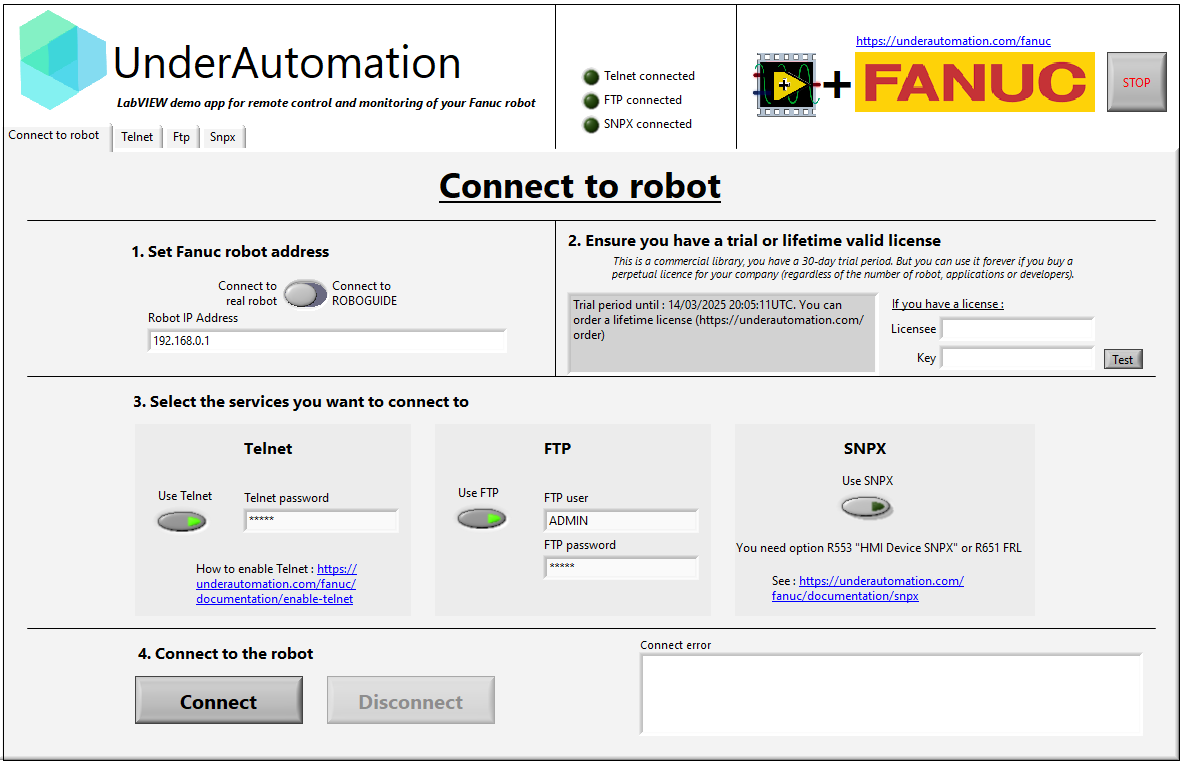 UnderAutomation
LabVIEW demo app for remote control and monitoring of your Fanuc robot
Telnet connected
FTP connected
SNPX connected
https://underautomation.com/fanuc
+
FANUC
STOP
Connect to robot
Telnet
Ftp
Snpx
Connect to robot
1. Set Fanuc robot address
Connect to
real robot
Connect to
ROBOGUIDE
Robot IP Address
192.168.0.1
2. Ensure you have a trial or lifetime valid license
This is a commercial library, you have a 30-day trial period. But you can use it forever if you buy a
perpetual licence for your company (regardless of the number of robot, applications or developers).
Trial period until : 14/03/2025 20:05:11UTC. You can
order a lifetime license (https://underautomation.com/
order)
If you have a license :
Licensee
Key
Test
3. Select the services you want to connect to
Telnet
Use Telnet
Telnet password
*****
How to enable Telnet : https://
underautomation.com/fanuc/
documentation/enable-telnet
FTP
Use FTP
FTP user
ADMIN
FTP password
*****
SNPX
Use SNPX
You need option R553 "HMI Device SNPX" or R651 FRL
See : https://underautomation.com/
fanuc/documentation/snpx
4. Connect to the robot
Connect
Disconnect
Connect error